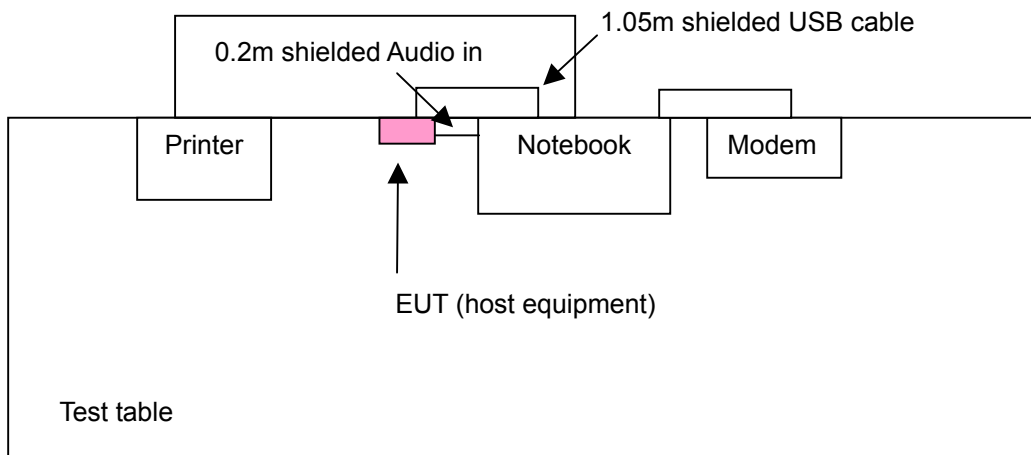 1.05m shielded USB cable
0.2m shielded Audio in
Printer
Notebook
Modem
EUT (host equipment)
Test table